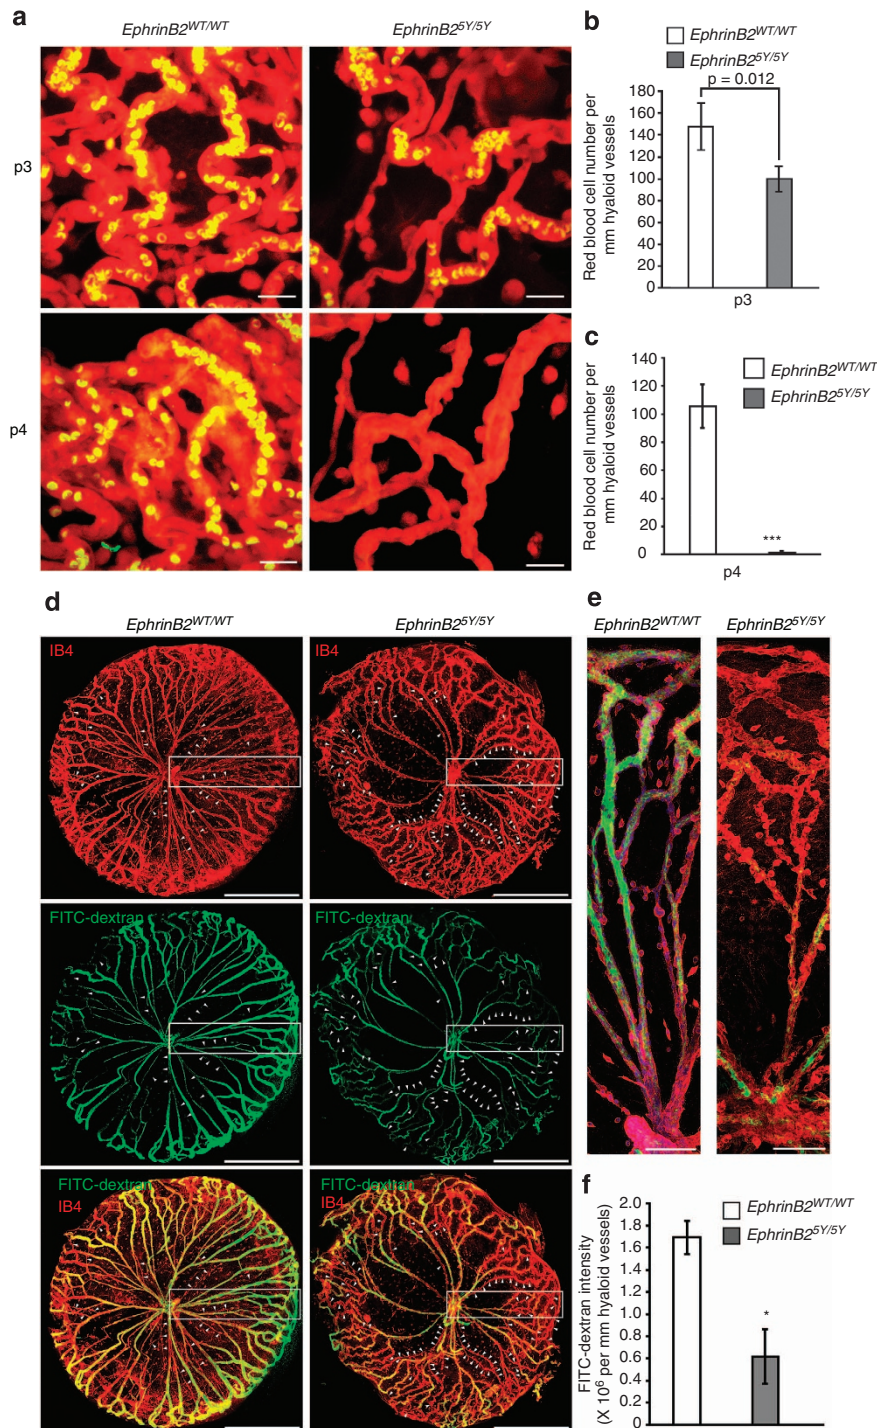 a
EphrinB2WT/WT
EphrinB25Y/5Y
p3
p4
b
EphrinB2WT/WT
EphrinB25Y/5Y
p = 0.012
Red blood cell number per
mm hyaloid vessels
180
160
140
120
100
80
60
40
20
0
p3
c
EphrinB2WT/WT
EphrinB25Y/5Y
Red blood cell number per
mm hyaloid vessels
140
120
100
80
60
40
20
0
***
p4
d
EphrinB2WT/WT
EphrinB25Y/5Y
IB4
IB4
FITC-dextran
FITC-dextran
FITC-dextran
IB4
FITC-dextran
IB4
e
EphrinB2WT/WT
EphrinB25Y/5Y
f
EphrinB2WT/WT
EphrinB25Y/5Y
FITC-dextran intensity
(X 106 per mm hyaloid vessels)
2.0
1.8
1.6
1.4
1.2
1.0
0.8
0.6
0.4
0.2
0
*